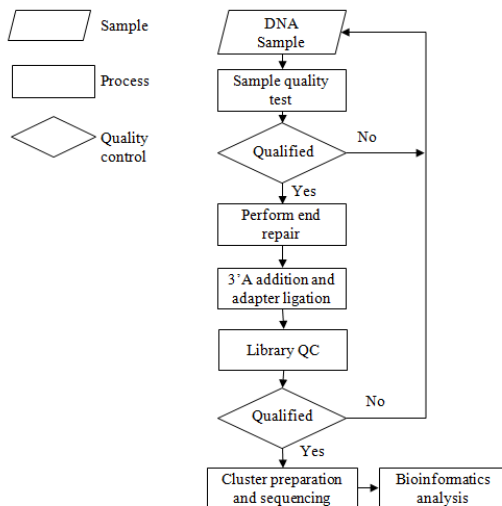 Sample
Process
Quality
control
DNA
Sample
Sample quality
test
Qualified
No
Yes
Perform end
repair
3’A addition and
adapter ligation
Library QC
Qualified
No
Yes
Cluster preparation
and sequencing
Bioinformatics
analysis